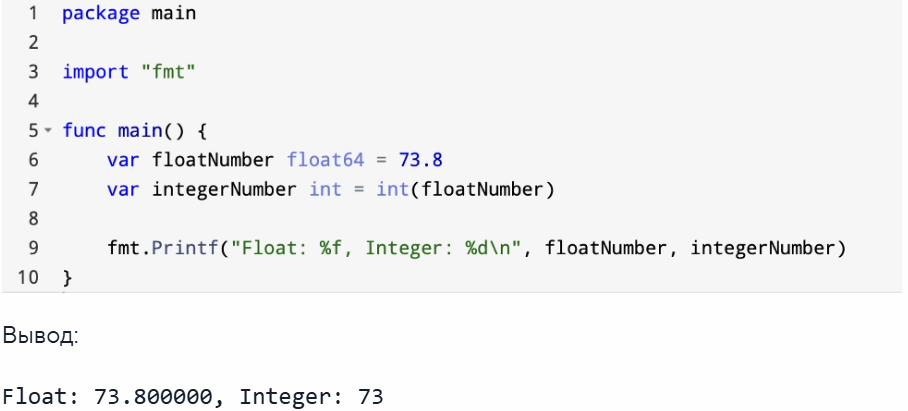 1 package main
2
3 import "fmt"
4
5 func main() {
6     var floatNumber float64 = 73.8
7     var integerNumber int = int(floatNumber)
8
9     fmt.Printf("Float: %f, Integer: %d\n", floatNumber, integerNumber)
10 }
Вывод:
Float: 73.800000, Integer: 73